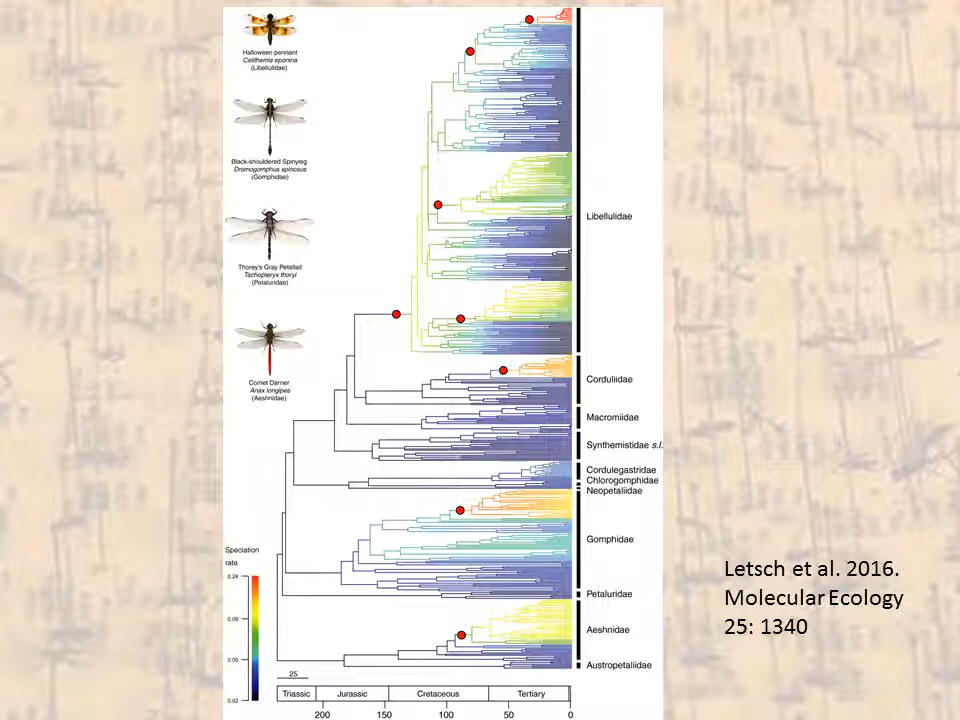 Halloween pennant
Celithemia eponina
(Libellulidae)
Black-shouldered Spinyleg
Dromogomphus spinosus
(Gomphidae)
Thorey's Gray Petaltail
Tachopteryx thoryi
(Petaluridae)
Comet Darner
Anax longipes
(Aeshnidae)
Libellulidae
Corduliidae
Macromiidae
Synthemistidae s.l.
Cordulegastridae
Chlorogomphidae
Neopetaliidae
Gomphidae
Petaluridae
Aeshnidae
Austropetaliidae
Speciation
rate
0.24
0.09
0.05
0.02
25
Triassic Jurassic Cretaceous Tertiary
200 150 100 50 0
Letsch et al. 2016.
Molecular Ecology
25: 1340